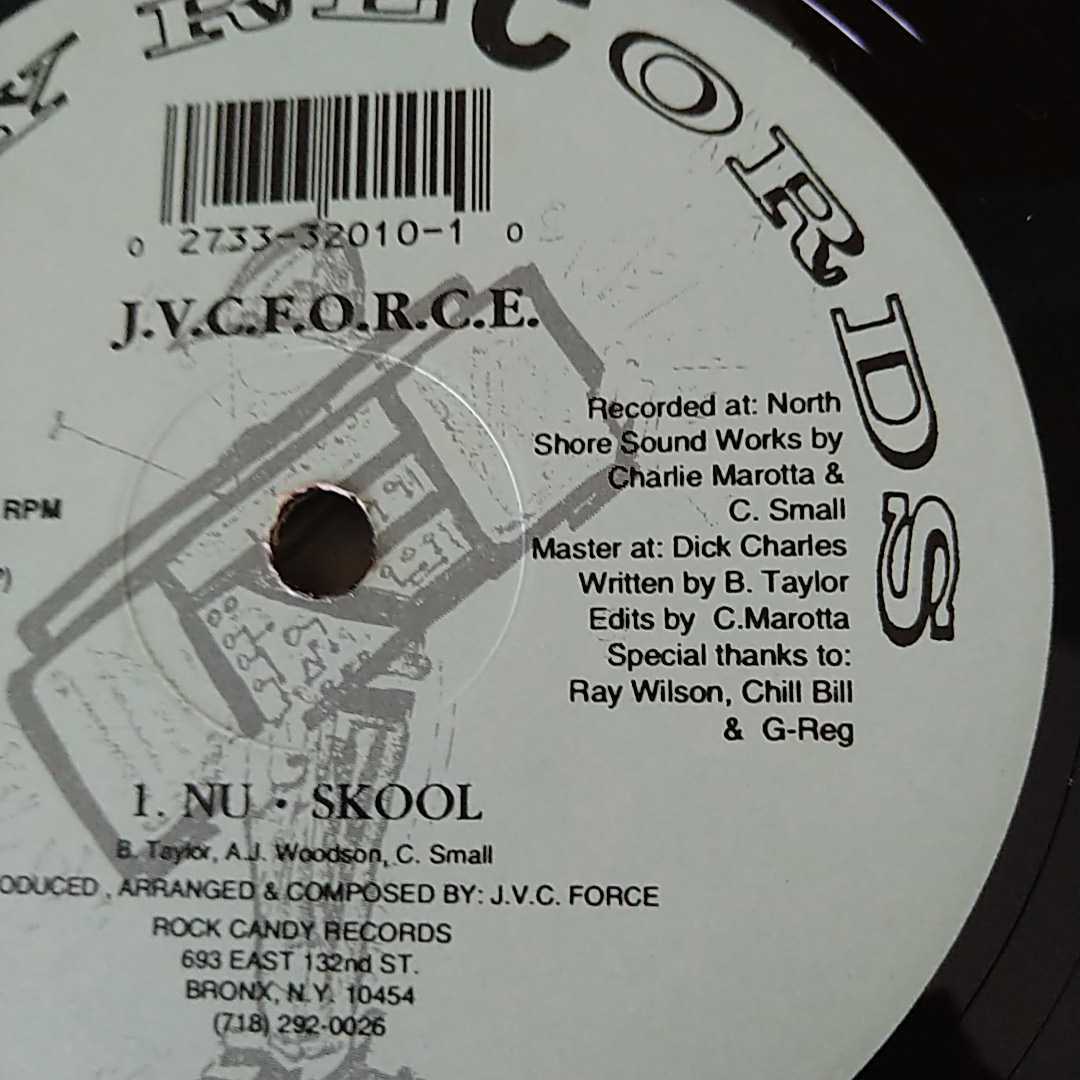 RECORDS
0 2733-32010-1 0
J.V.C.F.O.R.C.E.
Recorded at: North
Shore Sound Works by
Charlie Marotta &
C. Small
Master at: Dick Charles
Written by B. Taylor
Edits by C.Marotta
Special thanks to:
Ray Wilson, Chill Bill
& G-Reg
RPM
1. NU · SKOOL
B. Taylor, A.J. Woodson, C. Small
ODUCED , ARRANGED & COMPOSED BY: J.V.C. FORCE
ROCK CANDY RECORDS
693 EAST 132nd ST.
BRONX, N.Y. 10454
(718) 292-0026